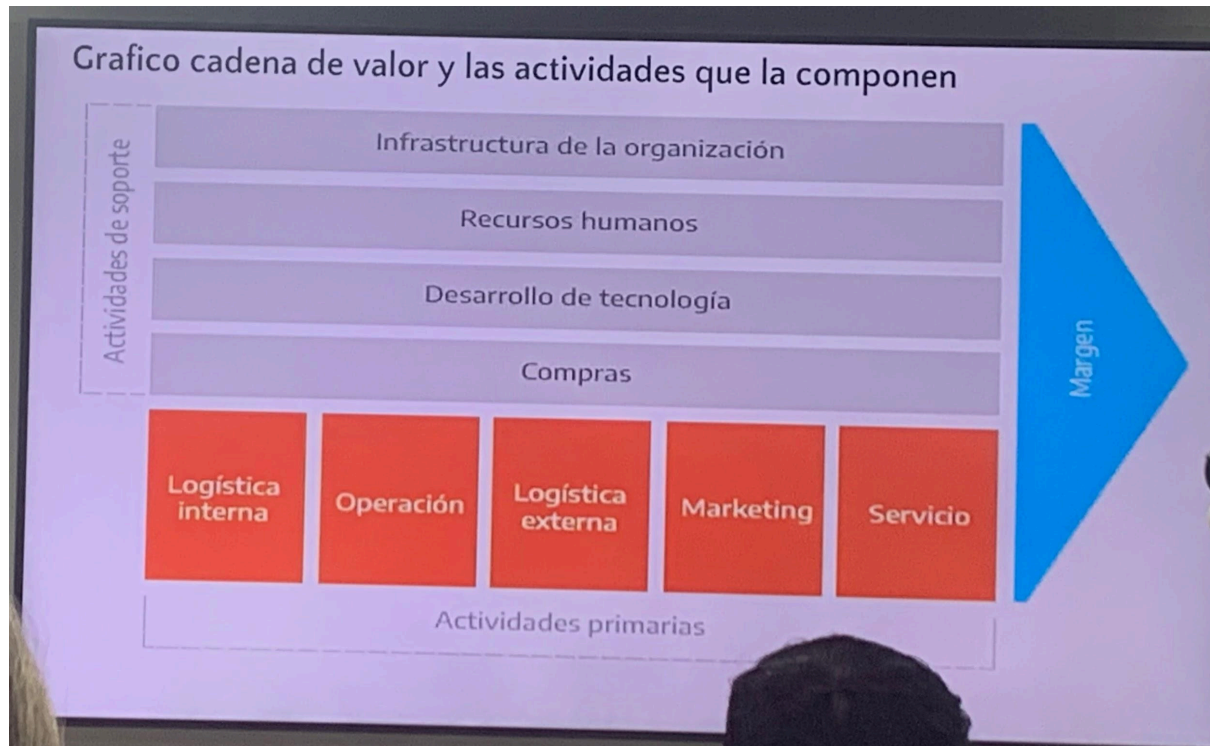 Grafico cadena de valor y las actividades que la componen
Actividades de soporte
Infrastructura de la organización
Recursos humanos
Desarrollo de tecnología
Compras
Logística
interna
Operación
Logística
externa
Marketing
Servicio
Margen
Actividades primarias